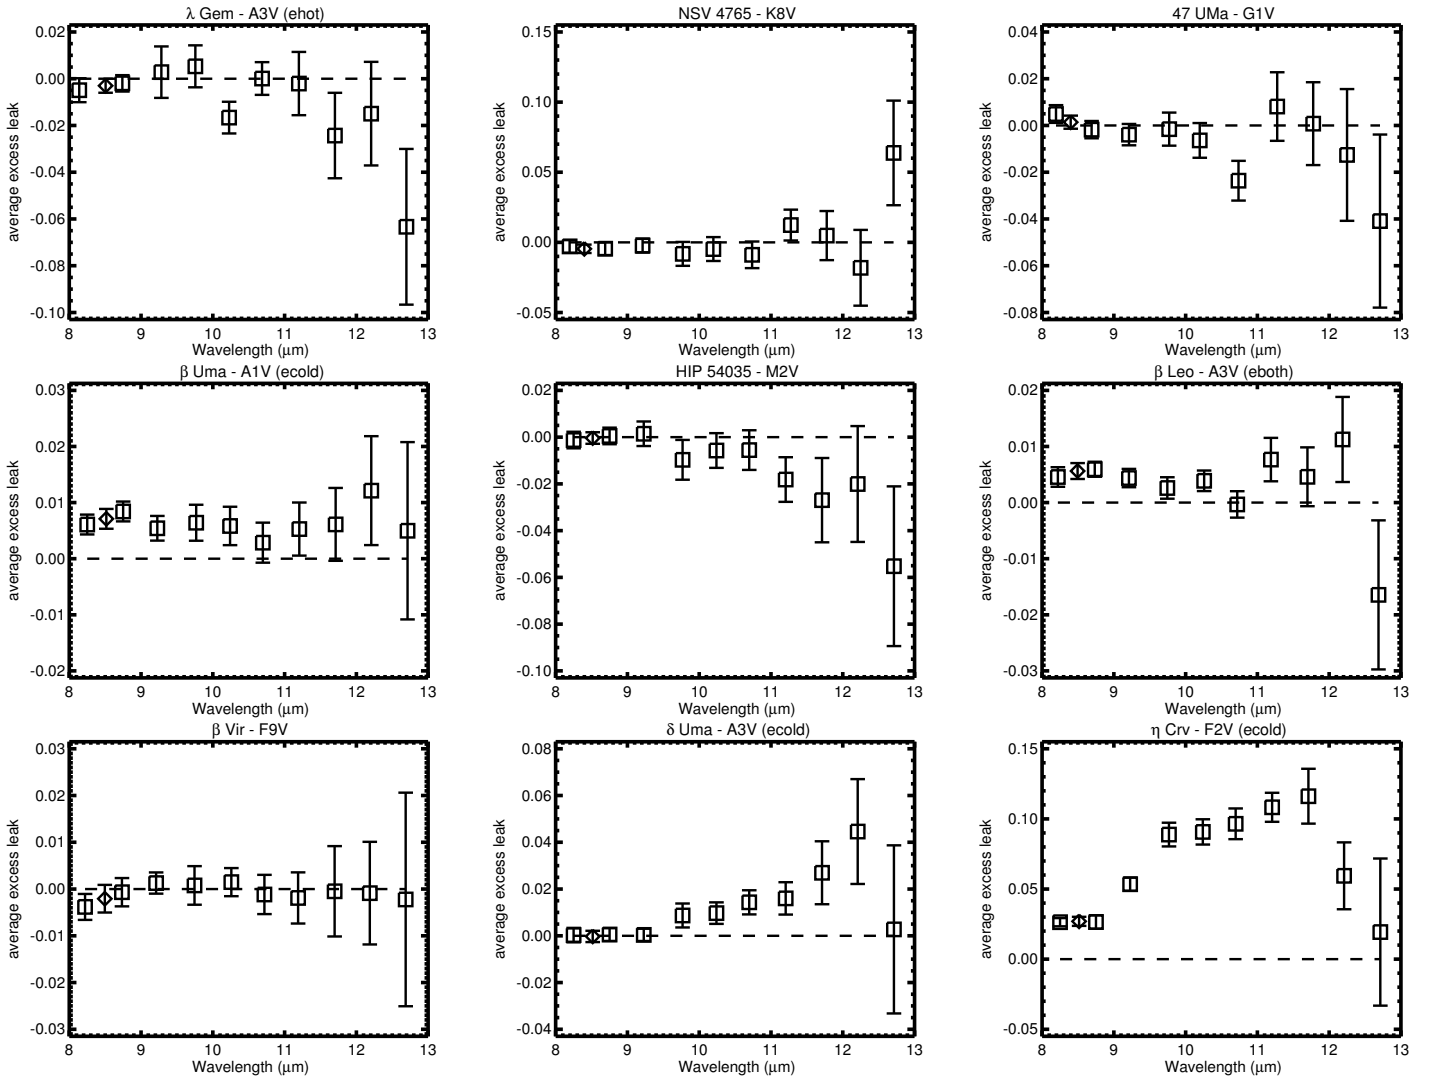 λ Gem - A3V (ehot)
NSV 4765 - K8V
47 UMa - G1V
average excess leak
0.02
0.00
-0.02
-0.04
-0.06
-0.08
-0.10
8 9 10 11 12 13
Wavelength (μm)
average excess leak
0.15
0.10
0.05
0.00
-0.05
8 9 10 11 12 13
Wavelength (μm)
average excess leak
0.04
0.02
0.00
-0.02
-0.04
-0.06
-0.08
8 9 10 11 12 13
Wavelength (μm)
β Uma - A1V (ecold)
HIP 54035 - M2V
β Leo - A3V (eboth)
average excess leak
0.03
0.02
0.01
0.00
-0.01
-0.02
8 9 10 11 12 13
Wavelength (μm)
average excess leak
0.02
0.00
-0.02
-0.04
-0.06
-0.08
-0.10
8 9 10 11 12 13
Wavelength (μm)
average excess leak
0.02
0.01
0.00
-0.01
-0.02
-0.03
8 9 10 11 12 13
Wavelength (μm)
β Vir - F9V
δ Uma - A3V (ecold)
η Crv - F2V (ecold)
average excess leak
0.03
0.02
0.01
0.00
-0.01
-0.02
-0.03
8 9 10 11 12 13
Wavelength (μm)
average excess leak
0.08
0.06
0.04
0.02
0.00
-0.02
-0.04
8 9 10 11 12 13
Wavelength (μm)
average excess leak
0.15
0.10
0.05
0.00
-0.05
8 9 10 11 12 13
Wavelength (μm)